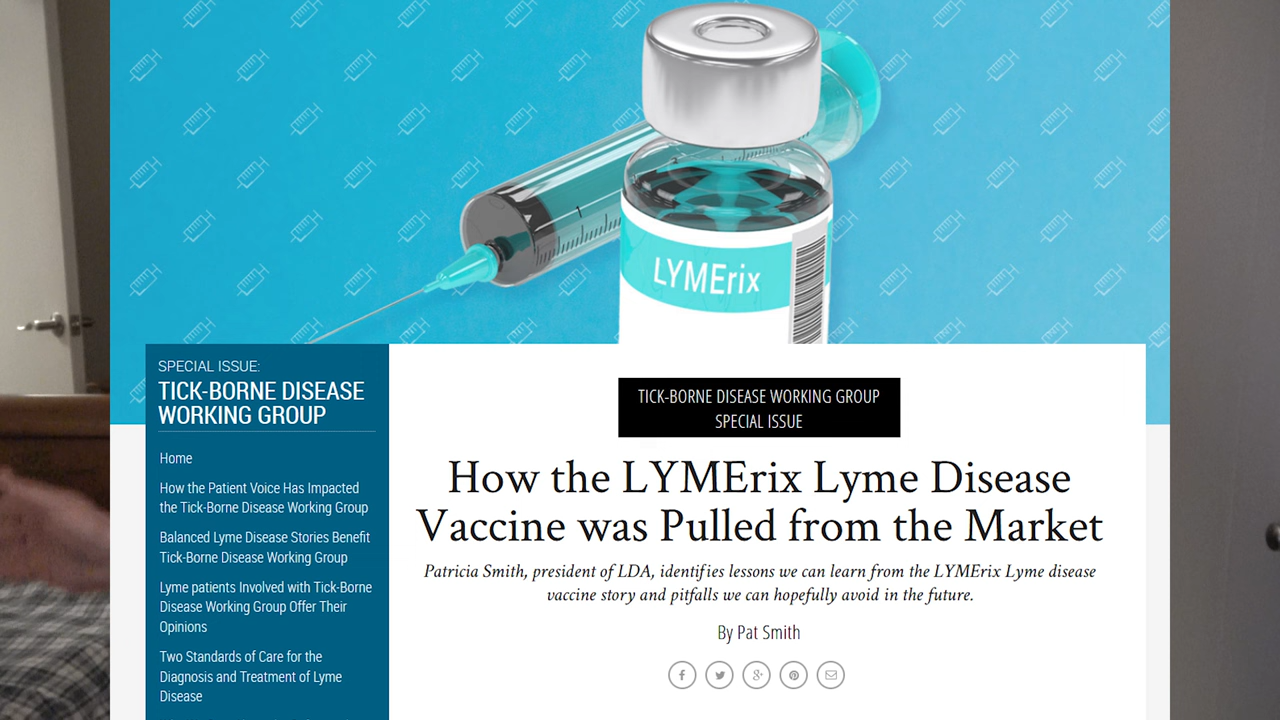 LYMErix
SPECIAL ISSUE:
TICK-BORNE DISEASE
WORKING GROUP
Home
How the Patient Voice Has Impacted
the Tick-Borne Disease Working Group
Balanced Lyme Disease Stories Benefit
Tick-Borne Disease Working Group
Lyme patients Involved with Tick-Borne
Disease Working Group Offer Their
Opinions
Two Standards of Care for the
Diagnosis and Treatment of Lyme
Disease
TICK-BORNE DISEASE WORKING GROUP
SPECIAL ISSUE
How the LYMErix Lyme Disease
Vaccine was Pulled from the Market
Patricia Smith, president of LDA, identifies lessons we can learn from the LYMErix Lyme disease
vaccine story and pitfalls we can hopefully avoid in the future.
By Pat Smith